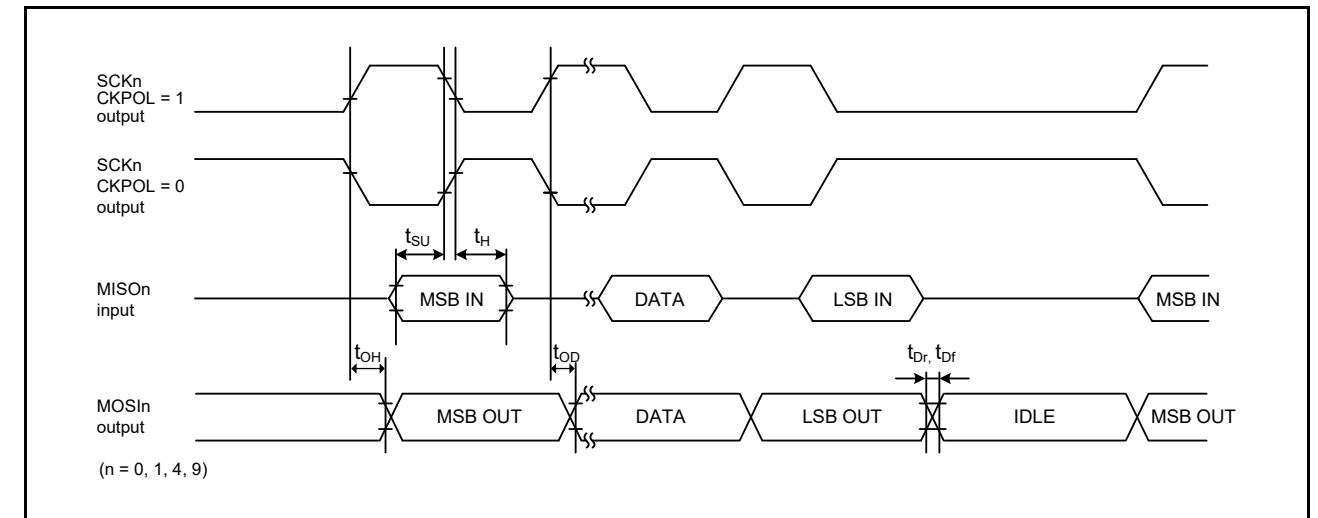 SCKn
CKPOL = 1
output
SCKn
CKPOL = 0
output
tSU
tH
MISOn
input
MSB IN
DATA
LSB IN
MSB IN
tOH
tOD
tDr, tDf
MOSIn
output
MSB OUT
DATA
LSB OUT
IDLE
MSB OUT
(n = 0, 1, 4, 9)